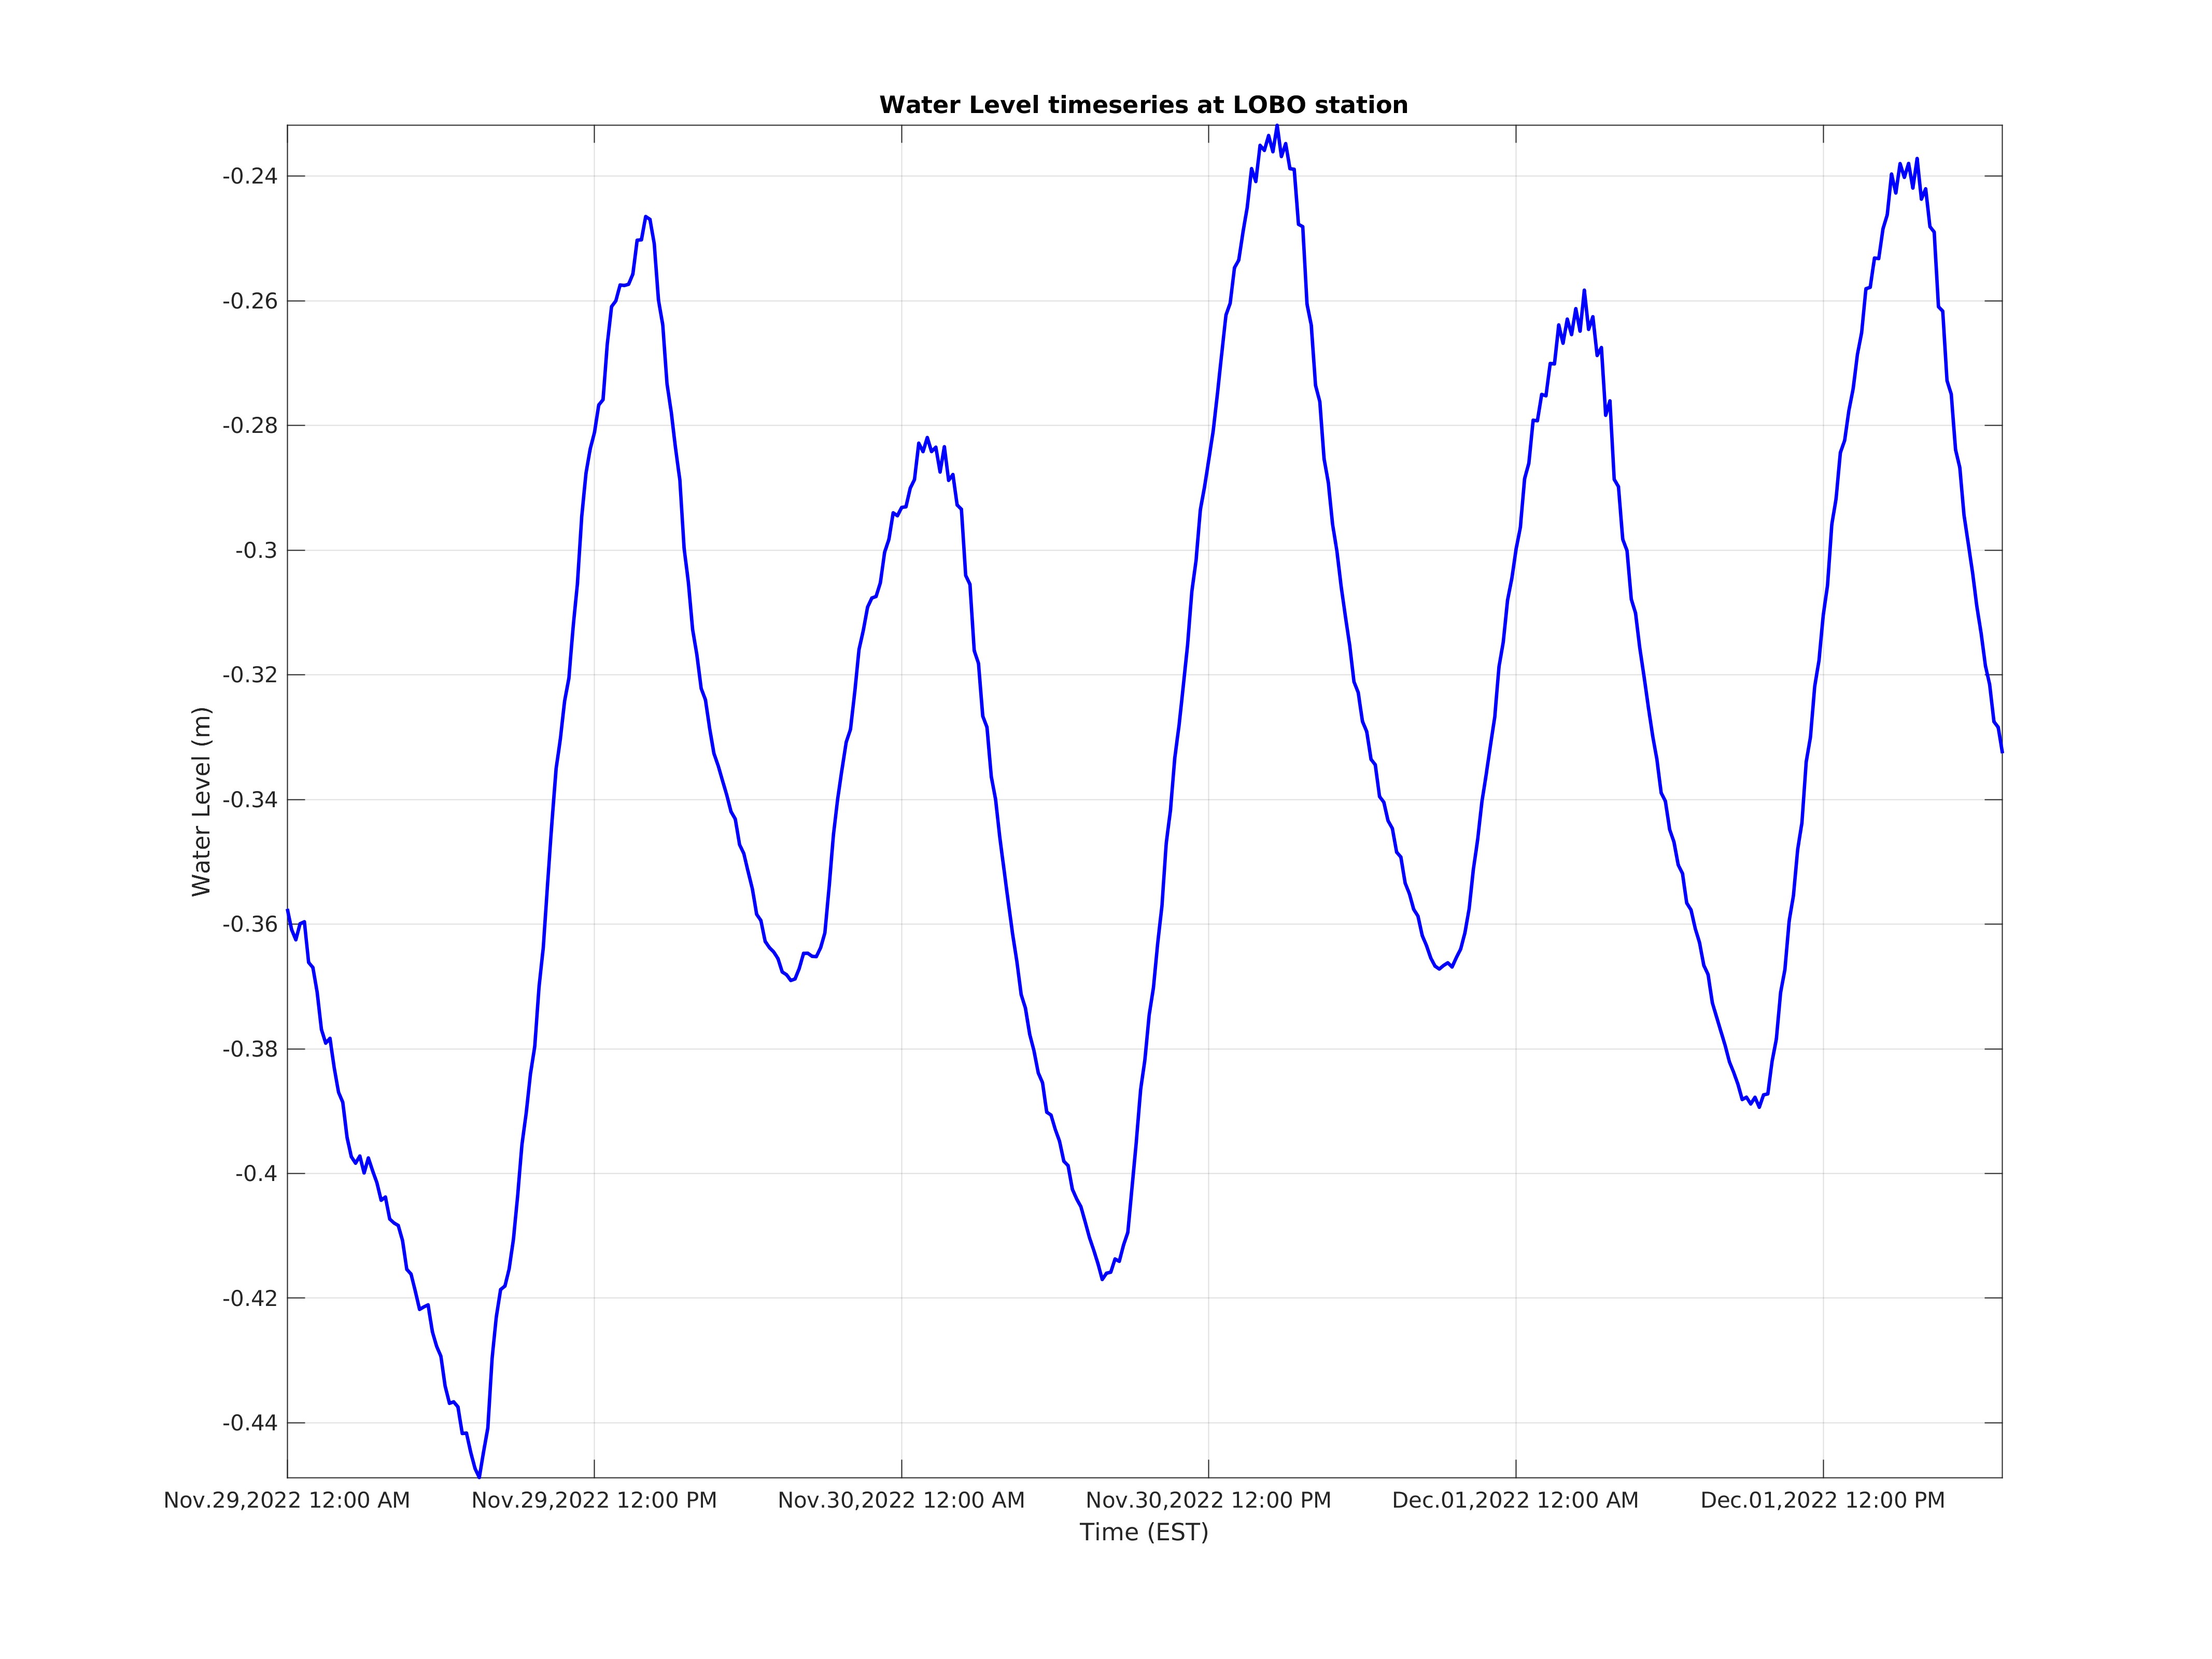 Water Level timeseries at LOBO station
-0.24
-0.26
-0.28
-0.3
-0.32
-0.34
-0.36
-0.38
-0.4
-0.42
-0.44
Water Level (m)
Nov.29,2022 12:00 AM
Nov.29,2022 12:00 PM
Nov.30,2022 12:00 AM
Nov.30,2022 12:00 PM
Dec.01,2022 12:00 AM
Dec.01,2022 12:00 PM
Time (EST)